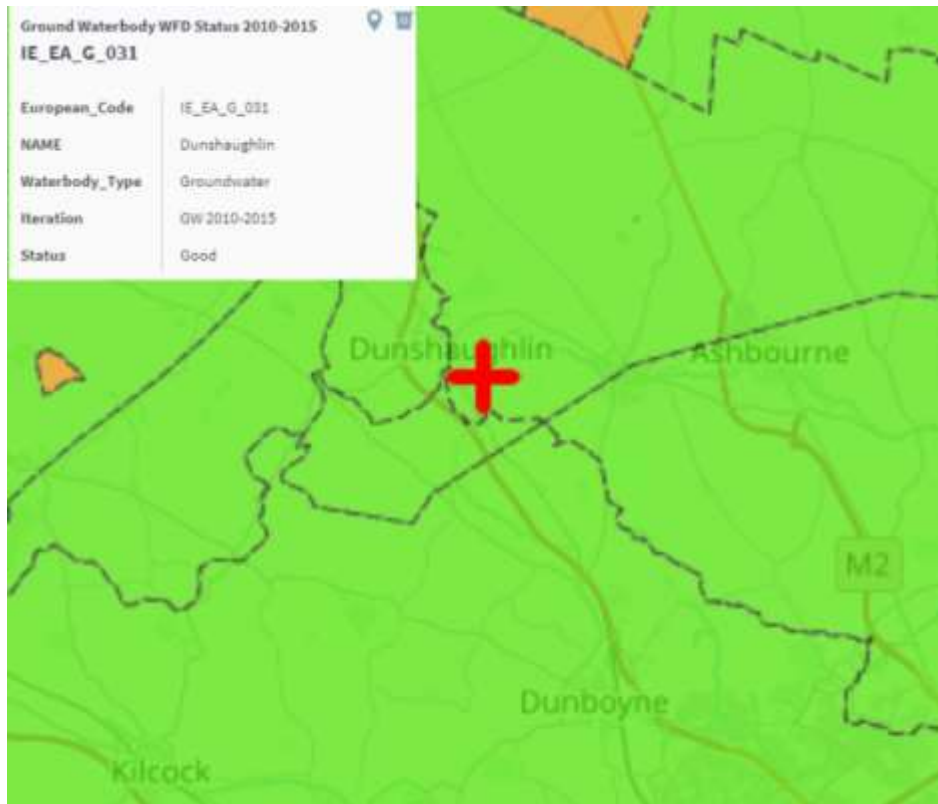 Ground Waterbody WFD Status 2010-2015
IE_EA_G_031
European_Code IE_EA_G_031
NAME Dunshaughlin
Waterbody_Type Groundwater
Iteration GW 2010-2015
Status Good
Dunshaughlin
Ashbourne
M2
Dunboyne
Kilcock